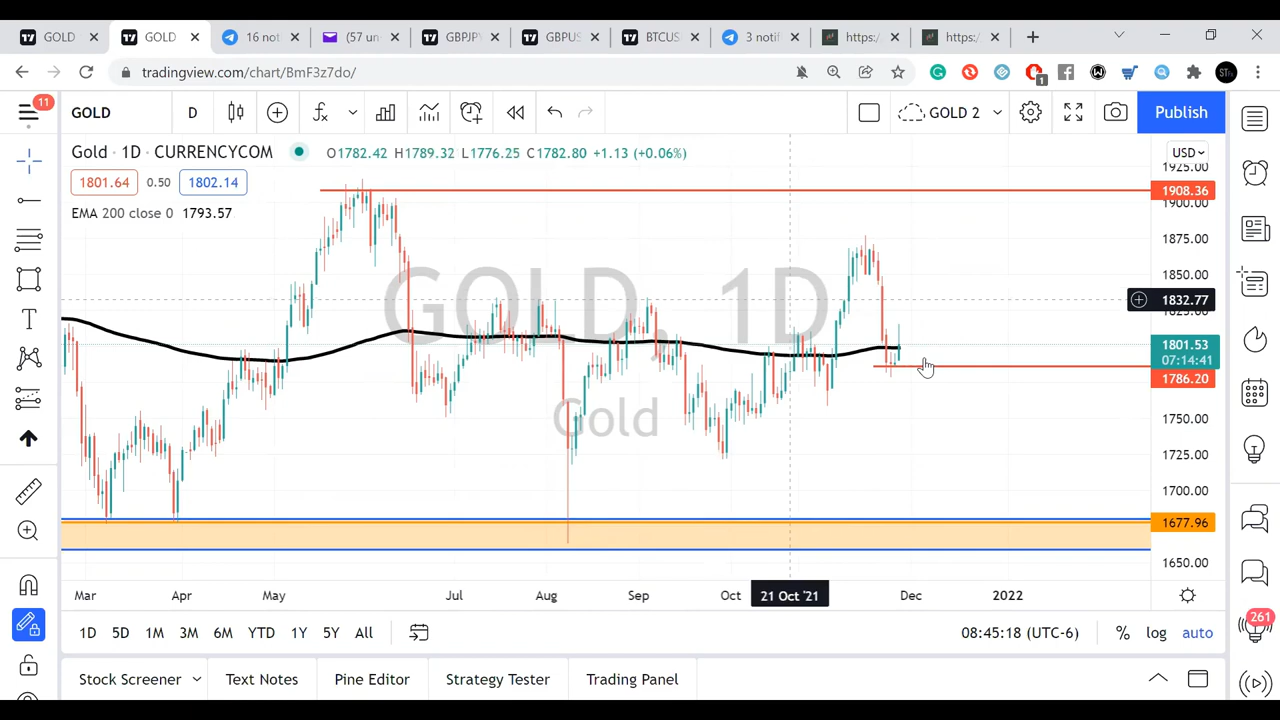 GOLD
GOLD
16 not
(57 un
GBPJPY
GBPUS
BTCUS
3 notif
https:/
https:/
tradingview.com/chart/BmF3z7do/
1
STP
11
GOLD
D
GOLD 2
Publish
Gold · 1D · CURRENCYCOM
O1782.42 H1789.32 L1776.25 C1782.80 +1.13 (+0.06%)
USD
1801.64 0.50 1802.14
EMA 200 close 0 1793.57
GOLD, 1D
Gold
1925.00
1908.36
1900.00
1875.00
1850.00
1832.77
1825.00
1801.53
07:14:41
1786.20
1750.00
1725.00
1700.00
1677.96
1650.00
Mar Apr May Jul Aug Sep Oct 21 Oct '21 Dec 2022
1D 5D 1M 3M 6M YTD 1Y 5Y All
08:45:18 (UTC-6) % log auto
261
Stock Screener Text Notes Pine Editor Strategy Tester Trading Panel